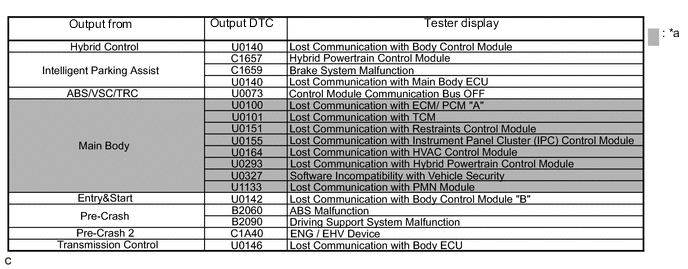 Output from Output DTC Tester display
: *a
Hybrid Control U0140 Lost Communication with Body Control Module
C1657 Hybrid Powertrain Control Module
Intelligent Parking Assist C1659 Brake System Malfunction
U0140 Lost Communication with Main Body ECU
ABS/VSC/TRC U0073 Control Module Communication Bus OFF
U0100 Lost Communication with ECM/ PCM "A"
U0101 Lost Communication with TCM
U0151 Lost Communication with Restraints Control Module
U0155 Lost Communication with Instrument Panel Cluster (IPC) Control Module
Main Body U0164 Lost Communication with HVAC Control Module
U0293 Lost Communication with Hybrid Powertrain Control Module
U0327 Software Incompatibility with Vehicle Security
U1133 Lost Communication with PMN Module
Entry&Start U0142 Lost Communication with Body Control Module "B"
Pre-Crash B2060 ABS Malfunction
B2090 Driving Support System Malfunction
Pre-Crash 2 C1A40 ENG / EHV Device
Transmission Control U0146 Lost Communication with Body ECU
c